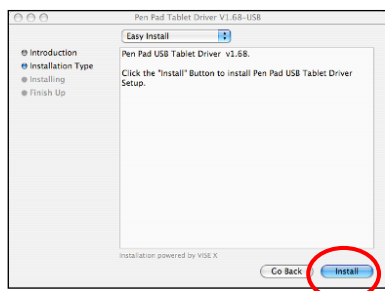 Pen Pad Tablet Driver V1.68-USB
Easy Install
Introduction
Installation Type
Installing
Finish Up
Pen Pad USB Tablet Driver v1.68.
Click the "Install" Button to install Pen Pad USB Tablet Driver
Setup.
Installation powered by VISE X
Go Back
Install